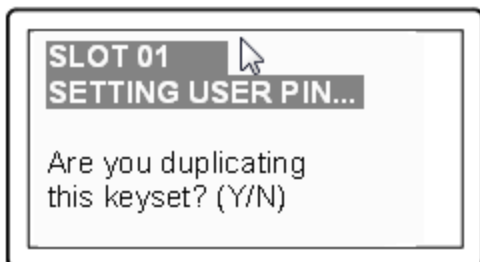 SLOT 01
SETTING USER PIN...
Are you duplicating
this keyset? (Y/N)